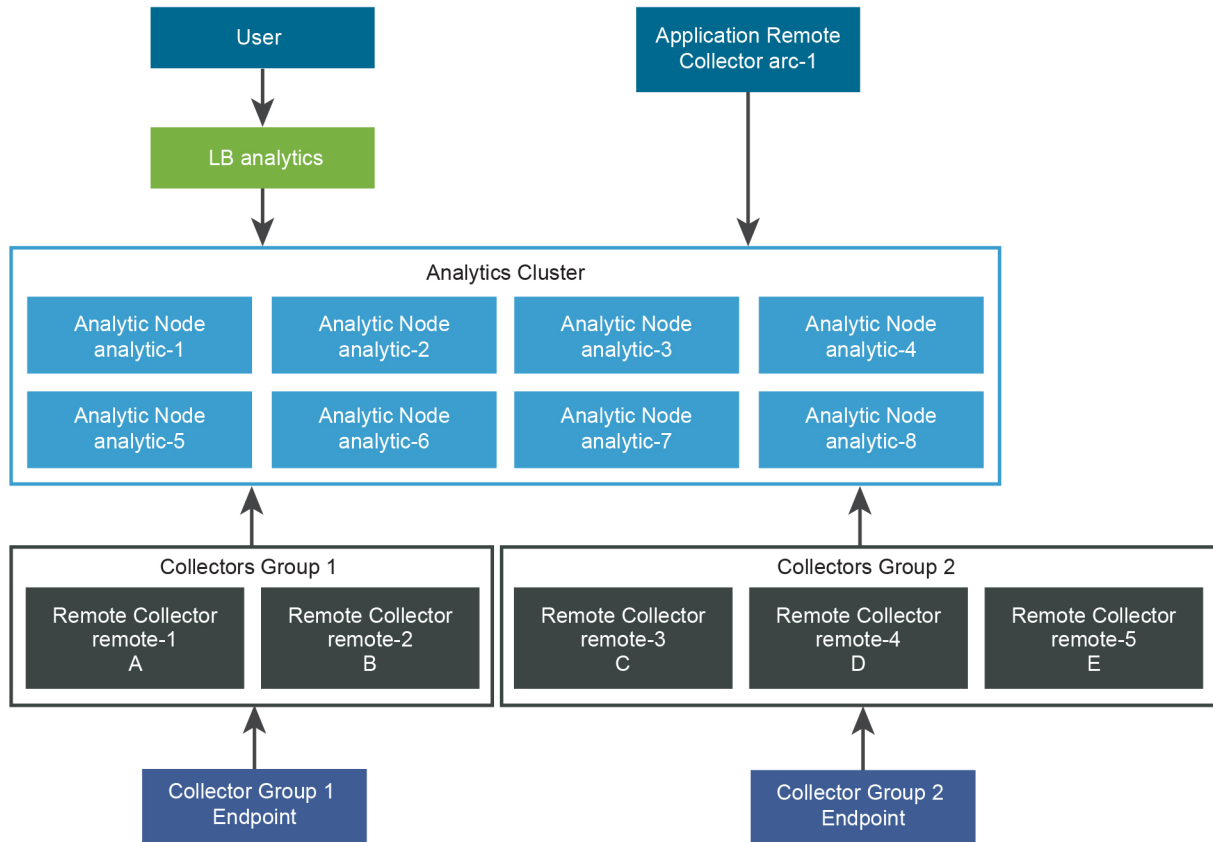 User
Application Remote
Collector arc-1
LB analytics
Analytics Cluster
Analytic Node
analytic-1
Analytic Node
analytic-2
Analytic Node
analytic-3
Analytic Node
analytic-4
Analytic Node
analytic-5
Analytic Node
analytic-6
Analytic Node
analytic-7
Analytic Node
analytic-8
Collectors Group 1
Remote Collector
remote-1
A
Remote Collector
remote-2
B
Collectors Group 2
Remote Collector
remote-3
C
Remote Collector
remote-4
D
Remote Collector
remote-5
E
Collector Group 1
Endpoint
Collector Group 2
Endpoint